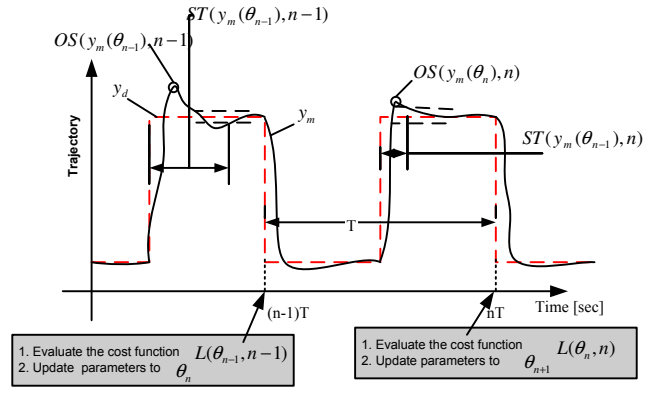 ST(y_m(θ_{n-1}), n-1)
OS(y_m(θ_{n-1}), n-1)
OS(y_m(θ_n), n)
y_d
y_m
ST(y_m(θ_{n-1}), n)
Trajectory
T
(n-1)T
nT
Time [sec]
1. Evaluate the cost function L(θ_{n-1}, n-1)
2. Update parameters to θ_n
1. Evaluate the cost function L(θ_n, n)
2. Update parameters to θ_{n+1}